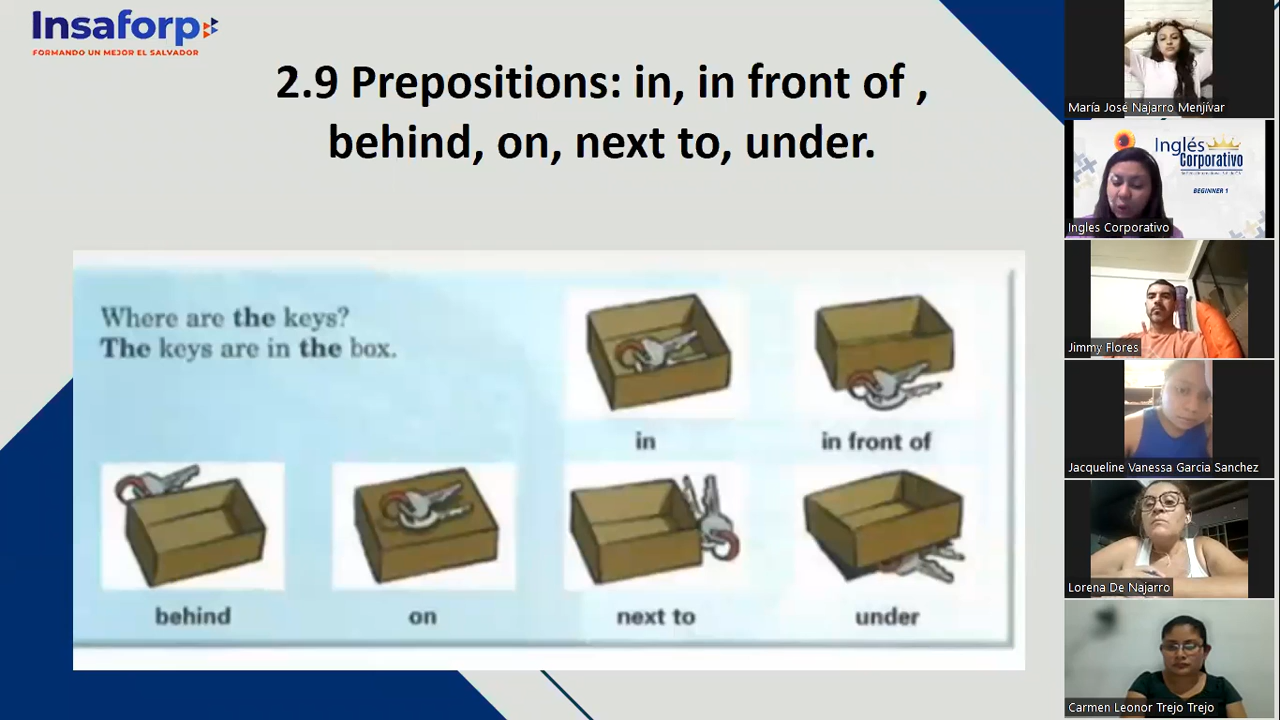 Insaforp
FORMANDO UN MEJOR EL SALVADOR
2.9 Prepositions: in, in front of ,
behind, on, next to, under.
Where are the keys?
The keys are in the box.
in
in front of
behind
on
next to
under
María José Najarro Menjívar
Inglés
Corporativo
BEGINNER 1
Ingles Corporativo
Jimmy Flores
Jacqueline Vanessa Garcia Sanchez
Lorena De Najarro
Carmen Leonor Trejo Trejo